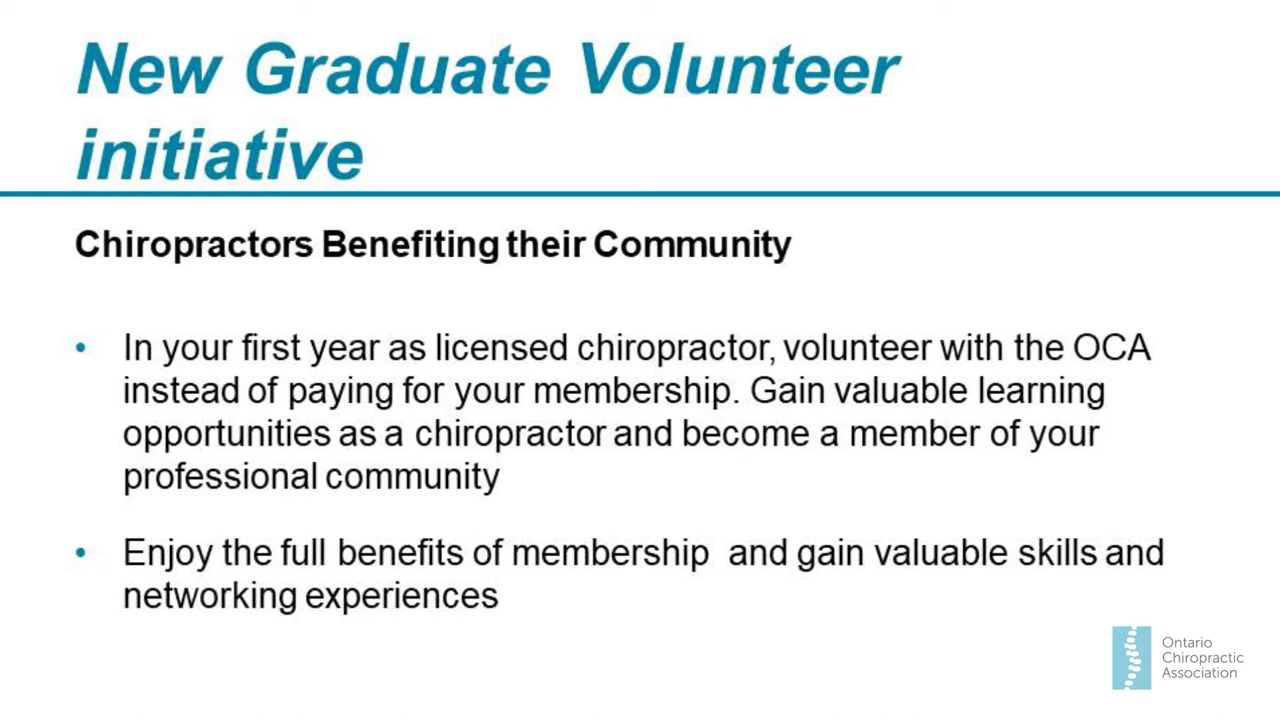 New Graduate Volunteer
initiative
Chiropractors Benefiting their Community
• In your first year as licensed chiropractor, volunteer with the OCA
instead of paying for your membership. Gain valuable learning
opportunities as a chiropractor and become a member of your
professional community
• Enjoy the full benefits of membership and gain valuable skills and
networking experiences
Ontario
Chiropractic
Association